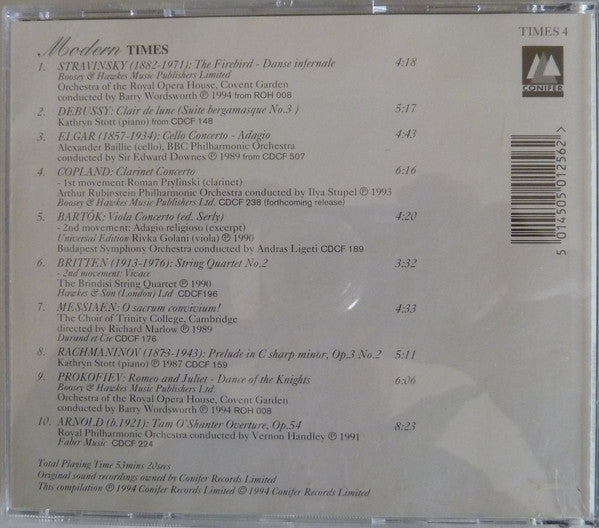 Modern TIMES
TIMES 4
CONIFER
1. STRAVINSKY (1882-1971): The Firebird - Danse infernale 4:18
Boosey & Hawkes Music Publishers Limited
Orchestra of the Royal Opera House, Covent Garden
conducted by Barry Wordsworth ℗ 1994 from ROH 008
2. DEBUSSY: Clair de lune (Suite bergamasque No.3 ) 5:17
Kathryn Stott (piano) from CDCF 148
3. ELGAR (1857-1934): Cello Concerto - Adagio 4:43
Alexander Baillie (cello), BBC Philharmonic Orchestra
conducted by Sir Edward Downes ℗ 1989 from CDCF 507
4. COPLAND: Clarinet Concerto 6:16
- 1st movement Roman Prylinski (clarinet)
Arthur Rubinstein Philharmonic Orchestra conducted by Ilya Stupel ℗ 1993
Boosey & Hawkes Music Publishers Ltd. CDCF 238 (forthcoming release)
5. BARTÓK: Viola Concerto (ed. Serly) 4:20
- 2nd movement: Adagio religioso (excerpt)
Universal Edition Rivka Golani (viola) ℗ 1990
Budapest Symphony Orchestra conducted by Andras Ligeti CDCF 189
6. BRITTEN (1913-1976): String Quartet No.2 3:32
- 2nd movement: Vivace
The Brindisi String Quartet ℗ 1990
Hawkes & Son (London) Ltd CDCF196
7. MESSIAEN: O sacrum convivium! 4:33
The Choir of Trinity College, Cambridge
directed by Richard Marlow ℗ 1989
Durand et Cie CDCF 176
8. RACHMANINOV (1873-1943): Prelude in C sharp minor, Op.3 No.2 5:11
Kathryn Stott (piano) ℗ 1987 CDCF 159
9. PROKOFIEV: Romeo and Juliet - Dance of the Knights 6:06
Boosey & Hawkes Music Publishers Ltd.
Orchestra of the Royal Opera House, Covent Garden
conducted by Barry Wordsworth ℗ 1994 ROH 008
10. ARNOLD (b.1921): Tam O'Shanter Overture, Op.54 8:23
Royal Philharmonic Orchestra conducted by Vernon Handley ℗ 1991
Faber Music CDCF 224
Total Playing Time 53mins 20secs
Original sound recordings owned by Conifer Records Limited
This compilation ℗ 1994 Conifer Records Limited © 1994 Conifer Records Limited
5 014505 012562 >